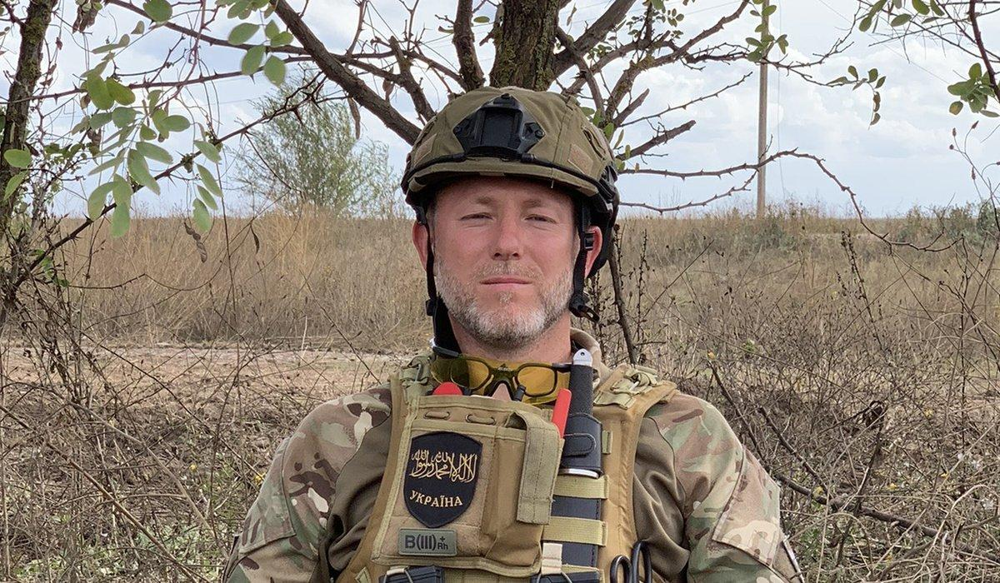 لا اله الا الله محمد رسول الله
УКРАЇНА
B(III) Rh+